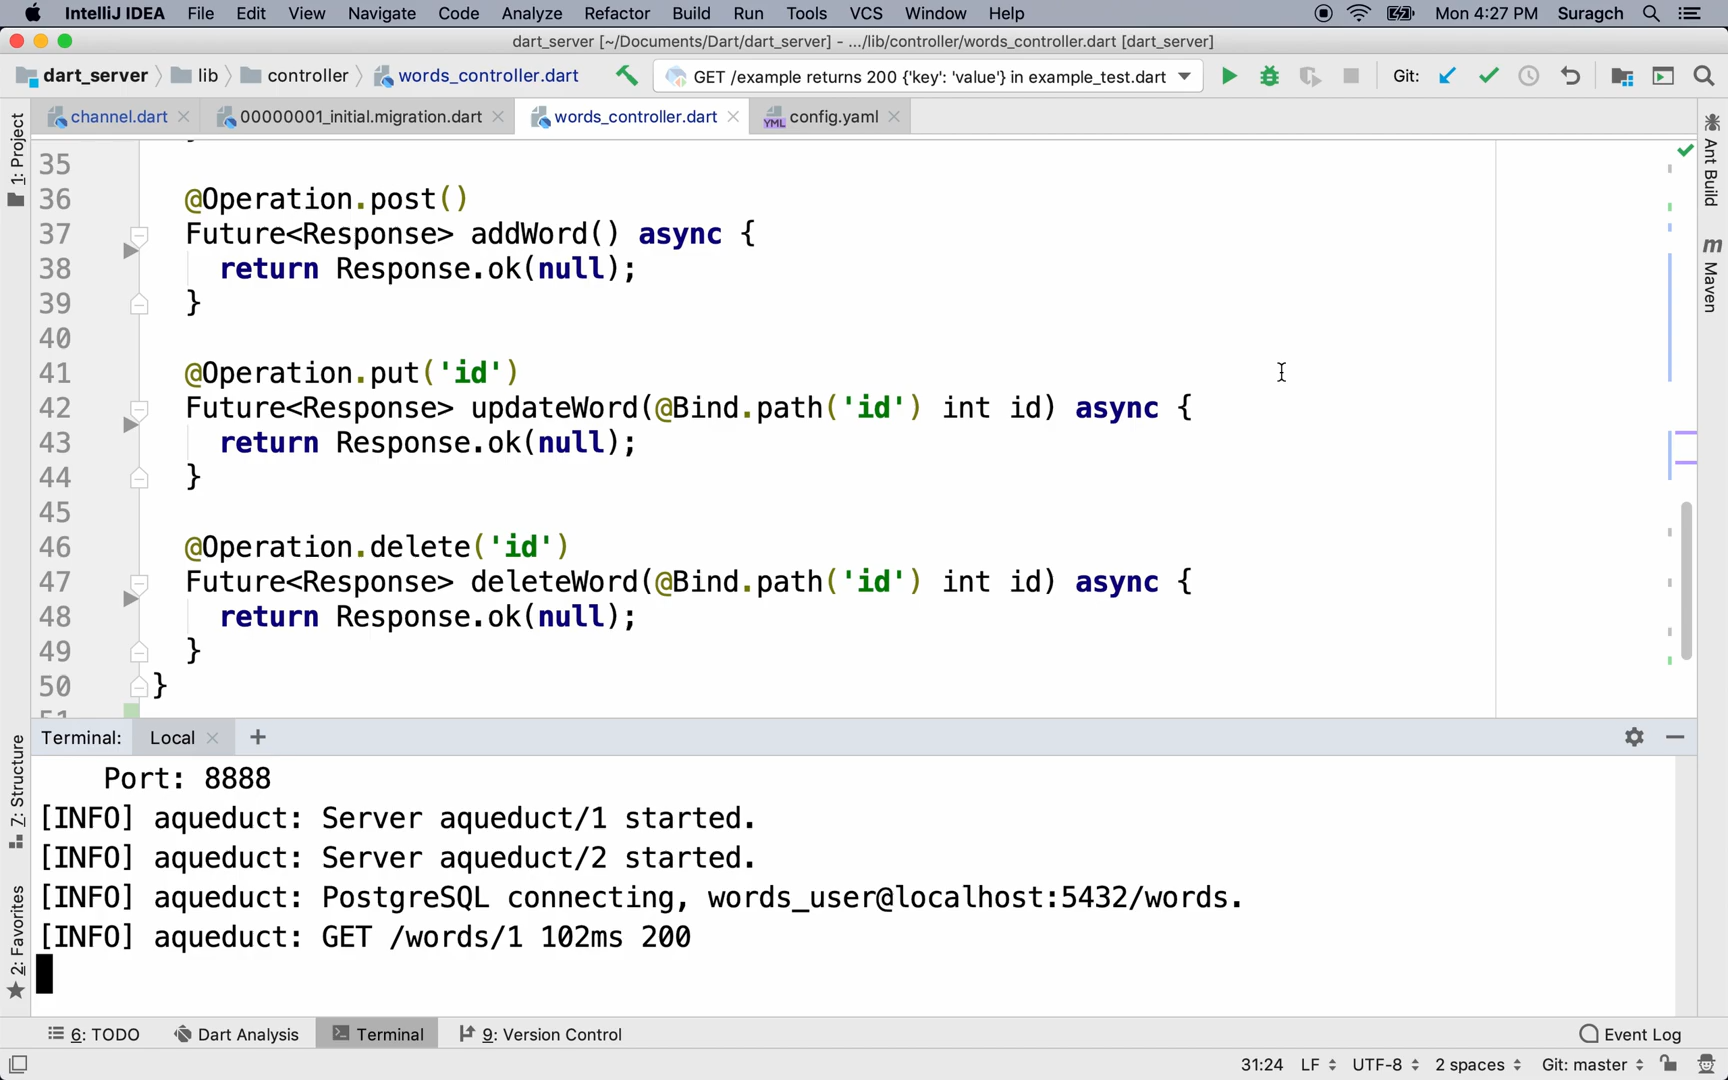 IntelliJ IDEA File Edit View Navigate Code Analyze Refactor Build Run Tools VCS Window Help Mon 4:27 PM Suragch
dart_server [~/Documents/Dart/dart_server] - .../lib/controller/words_controller.dart [dart_server]
dart_server lib controller words_controller.dart GET /example returns 200 {'key': 'value'} in example_test.dart Git:
channel.dart 00000001_initial.migration.dart words_controller.dart YML config.yaml
1: Project
Ant Build
m Maven
35
36 @Operation.post()
37 Future<Response> addWord() async {
38 return Response.ok(null);
39 }
40
41 @Operation.put('id')
42 Future<Response> updateWord(@Bind.path('id') int id) async {
43 return Response.ok(null);
44 }
45
46 @Operation.delete('id')
47 Future<Response> deleteWord(@Bind.path('id') int id) async {
48 return Response.ok(null);
49 }
50 }
51
Z: Structure
2: Favorites
Terminal: Local +
Port: 8888
[INFO] aqueduct: Server aqueduct/1 started.
[INFO] aqueduct: Server aqueduct/2 started.
[INFO] aqueduct: PostgreSQL connecting, words_user@localhost:5432/words.
[INFO] aqueduct: GET /words/1 102ms 200
6: TODO Dart Analysis Terminal 9: Version Control Event Log
31:24 LF UTF-8 2 spaces Git: master